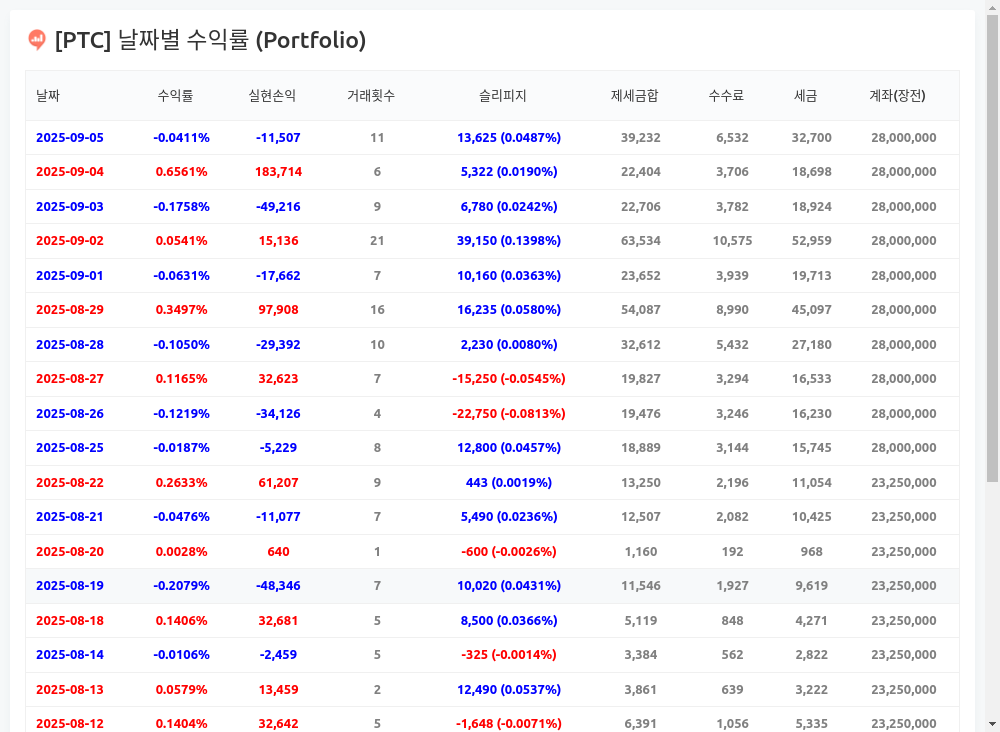 [PTC] 날짜별 수익률 (Portfolio)
날짜 수익률 실현손익 거래횟수 슬리피지 제세금합 수수료 세금 계좌(장전)
2025-09-05 -0.0411% -11,507 11 13,625 (0.0487%) 39,232 6,532 32,700 28,000,000
2025-09-04 0.6561% 183,714 6 5,322 (0.0190%) 22,404 3,706 18,698 28,000,000
2025-09-03 -0.1758% -49,216 9 6,780 (0.0242%) 22,706 3,782 18,924 28,000,000
2025-09-02 0.0541% 15,136 21 39,150 (0.1398%) 63,534 10,575 52,959 28,000,000
2025-09-01 -0.0631% -17,662 7 10,160 (0.0363%) 23,652 3,939 19,713 28,000,000
2025-08-29 0.3497% 97,908 16 16,235 (0.0580%) 54,087 8,990 45,097 28,000,000
2025-08-28 -0.1050% -29,392 10 2,230 (0.0080%) 32,612 5,432 27,180 28,000,000
2025-08-27 0.1165% 32,623 7 -15,250 (-0.0545%) 19,827 3,294 16,533 28,000,000
2025-08-26 -0.1219% -34,126 4 -22,750 (-0.0813%) 19,476 3,246 16,230 28,000,000
2025-08-25 -0.0187% -5,229 8 12,800 (0.0457%) 18,889 3,144 15,745 28,000,000
2025-08-22 0.2633% 61,207 9 443 (0.0019%) 13,250 2,196 11,054 23,250,000
2025-08-21 -0.0476% -11,077 7 5,490 (0.0236%) 12,507 2,082 10,425 23,250,000
2025-08-20 0.0028% 640 1 -600 (-0.0026%) 1,160 192 968 23,250,000
2025-08-19 -0.2079% -48,346 7 10,020 (0.0431%) 11,546 1,927 9,619 23,250,000
2025-08-18 0.1406% 32,681 5 8,500 (0.0366%) 5,119 848 4,271 23,250,000
2025-08-14 -0.0106% -2,459 5 -325 (-0.0014%) 3,384 562 2,822 23,250,000
2025-08-13 0.0579% 13,459 2 12,490 (0.0537%) 3,861 639 3,222 23,250,000
2025-08-12 0.1404% 32,642 5 -1,648 (-0.0071%) 6,391 1,056 5,335 23,250,000